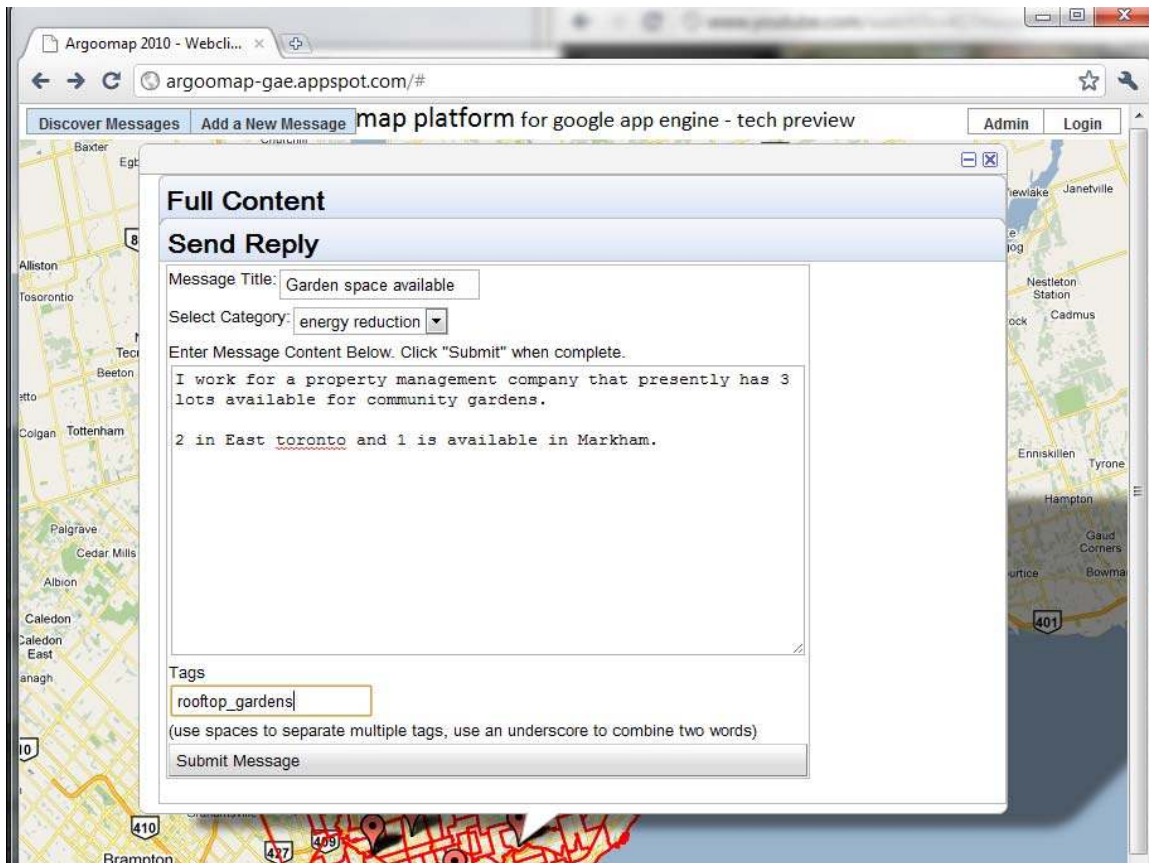 Argoomap 2010 - Webcli...
argoomap-gae.appspot.com/#
Discover Messages
Add a New Message
map platform for google app engine - tech preview
Admin
Login
Baxter
Egb
Janetville
Full Content
Send Reply
Alliston
Tosorontio
Nestleton
Station
Cadmus
Message Title: Garden space available
Select Category: energy reduction
Enter Message Content Below. Click "Submit" when complete.
Beeton
I work for a property management company that presently has 3
lots available for community gardens.
2 in East toronto and 1 is available in Markham.
Colgan
Tottenham
Enniskillen
Tyrone
Hampton
Palgrave
Cedar Mills
Gaud
Corners
Albion
Bowma
Caledon
Caledon
East
401
Tags
rooftop_gardens
(use spaces to separate multiple tags, use an underscore to combine two words)
Submit Message
410
409
427
Brampton